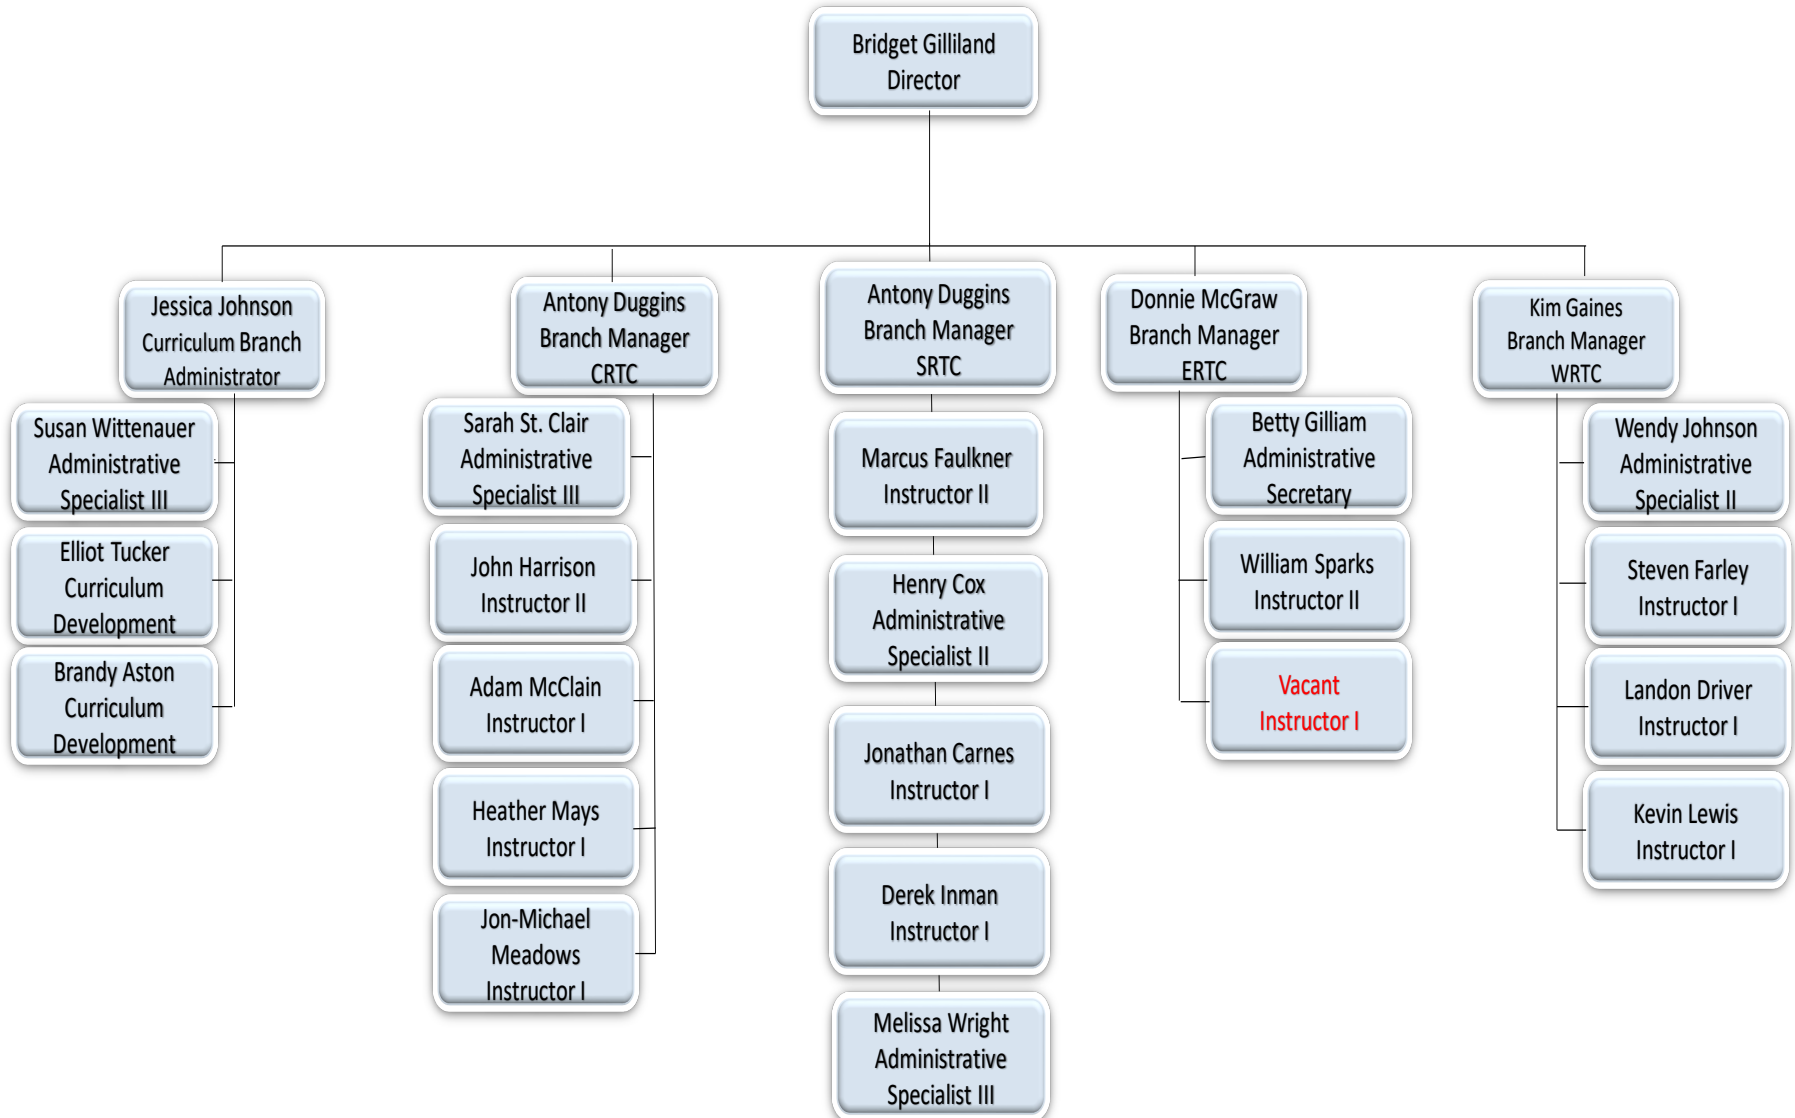 Bridget Gilliland
Director
Jessica Johnson
Curriculum Branch
Administrator
Susan Wittenauer
Administrative
Specialist III
Elliot Tucker
Curriculum
Development
Brandy Aston
Curriculum
Development
Antony Duggins
Branch Manager
CRTC
Sarah St. Clair
Administrative
Specialist III
John Harrison
Instructor II
Adam McClain
Instructor I
Heather Mays
Instructor I
Jon-Michael
Meadows
Instructor I
Antony Duggins
Branch Manager
SRTC
Marcus Faulkner
Instructor II
Henry Cox
Administrative
Specialist II
Jonathan Carnes
Instructor I
Derek Inman
Instructor I
Melissa Wright
Administrative
Specialist III
Donnie McGraw
Branch Manager
ERTC
Betty Gilliam
Administrative
Secretary
William Sparks
Instructor II
Vacant
Instructor I
Kim Gaines
Branch Manager
WRTC
Wendy Johnson
Administrative
Specialist II
Steven Farley
Instructor I
Landon Driver
Instructor I
Kevin Lewis
Instructor I